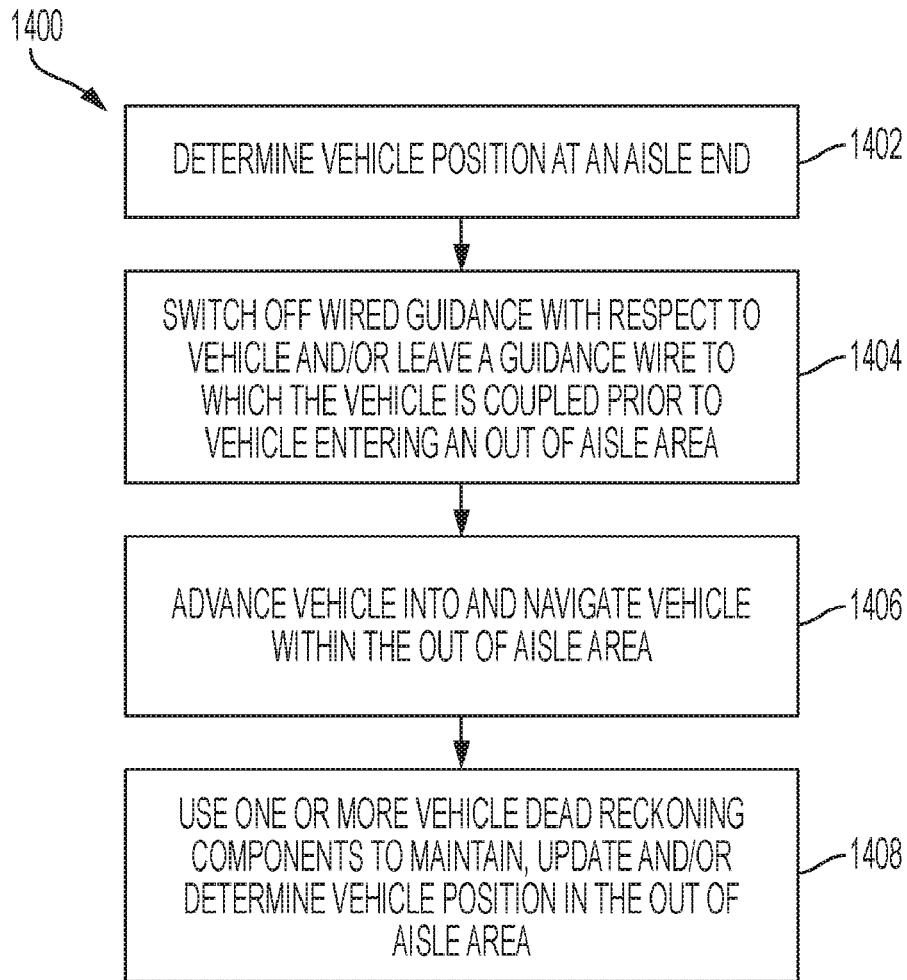 1400
DETERMINE VEHICLE POSITION AT AN AISLE END
1402
SWITCH OFF WIRED GUIDANCE WITH RESPECT TO
VEHICLE AND/OR LEAVE A GUIDANCE WIRE TO
WHICH THE VEHICLE IS COUPLED PRIOR TO
VEHICLE ENTERING AN OUT OF AISLE AREA
1404
ADVANCE VEHICLE INTO AND NAVIGATE VEHICLE
WITHIN THE OUT OF AISLE AREA
1406
USE ONE OR MORE VEHICLE DEAD RECKONING
COMPONENTS TO MAINTAIN, UPDATE AND/OR
DETERMINE VEHICLE POSITION IN THE OUT OF
AISLE AREA
1408